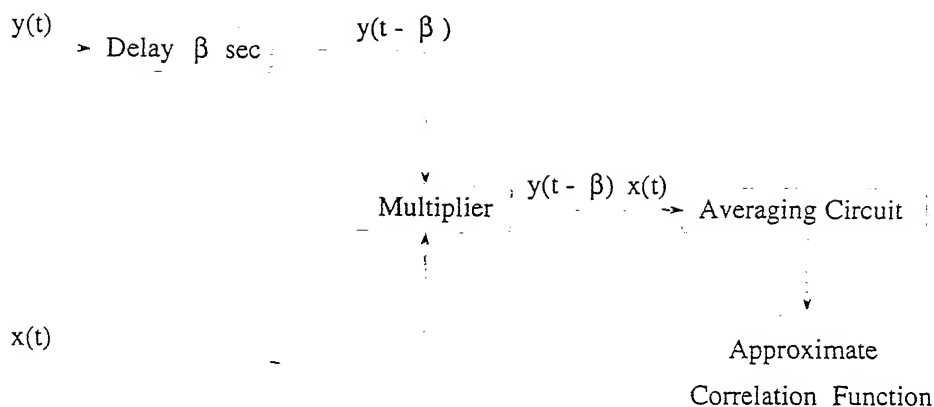 y(t)
Delay β sec
y(t - β )
Multiplier
y(t - β) x(t)
Averaging Circuit
x(t)
Approximate
Correlation Function